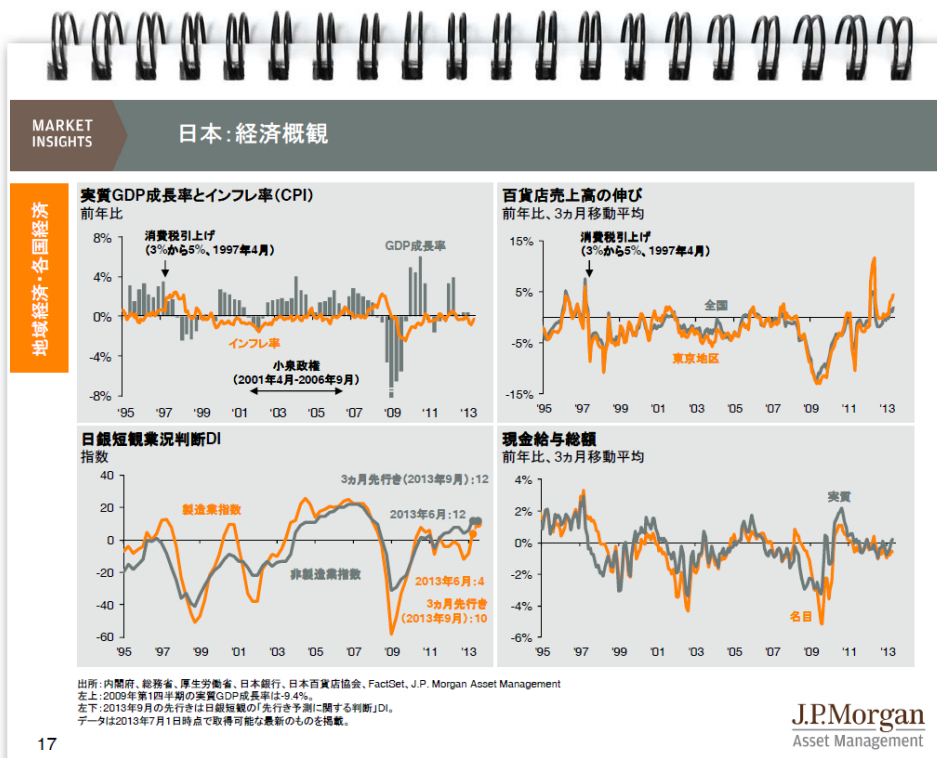 MARKET
INSIGHTS
日本：経済概観
地域経済・各国経済
実質GDP成長率とインフレ率（CPI）
前年比
8%
4%
0%
-4%
-8%
消費税引上げ
（3%から5%、1997年4月）
GDP成長率
インフレ率
小泉政権
（2001年4月-2006年9月）
'95 '97 '99 '01 '03 '05 '07 '09 '11 '13
百貨店売上高の伸び
前年比、3ヵ月移動平均
15%
5%
-5%
-15%
消費税引上げ
（3%から5%、1997年4月）
全国
東京地区
'95 '97 '99 '01 '03 '05 '07 '09 '11 '13
日銀短観業況判断DI
指数
40
20
0
-20
-40
-60
製造業指数
3ヵ月先行き（2013年9月）：12
2013年6月：12
非製造業指数
2013年6月：4
3ヵ月先行き
（2013年9月）：10
'95 '97 '99 '01 '03 '05 '07 '09 '11 '13
現金給与総額
前年比、3ヵ月移動平均
4%
2%
0%
-2%
-4%
-6%
実質
名目
'95 '97 '99 '01 '03 '05 '07 '09 '11 '13
出所：内閣府、総務省、厚生労働省、日本銀行、日本百貨店協会、FactSet、J.P. Morgan Asset Management
左上：2009年第1四半期の実質GDP成長率は-9.4%。
左下：2013年9月の先行きは日銀短観の「先行き予測に関する判断」DI。
データは2013年7月1日時点で取得可能な最新のものを掲載。
17
J.P.Morgan
Asset Management